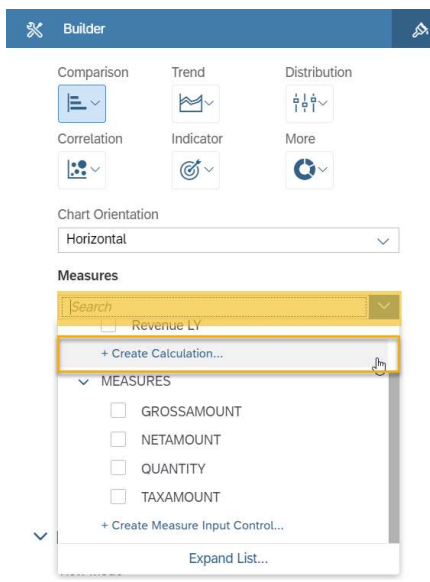 Builder
Comparison Trend Distribution
Correlation Indicator More
Chart Orientation
Horizontal
Measures
Search
Revenue LY
+ Create Calculation...
MEASURES
GROSSAMOUNT
NETAMOUNT
QUANTITY
TAXAMOUNT
+ Create Measure Input Control...
Expand List...